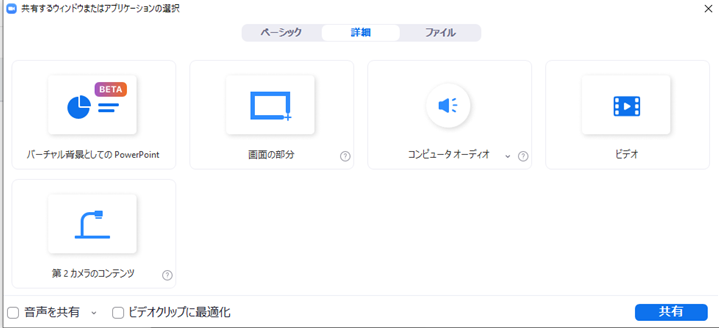 共有するウィンドウまたはアプリケーションの選択
ベーシック
詳細
ファイル
BETA
バーチャル背景としての PowerPoint
画面の部分
コンピュータ オーディオ
ビデオ
第 2 カメラのコンテンツ
音声を共有
ビデオクリップに最適化
共有